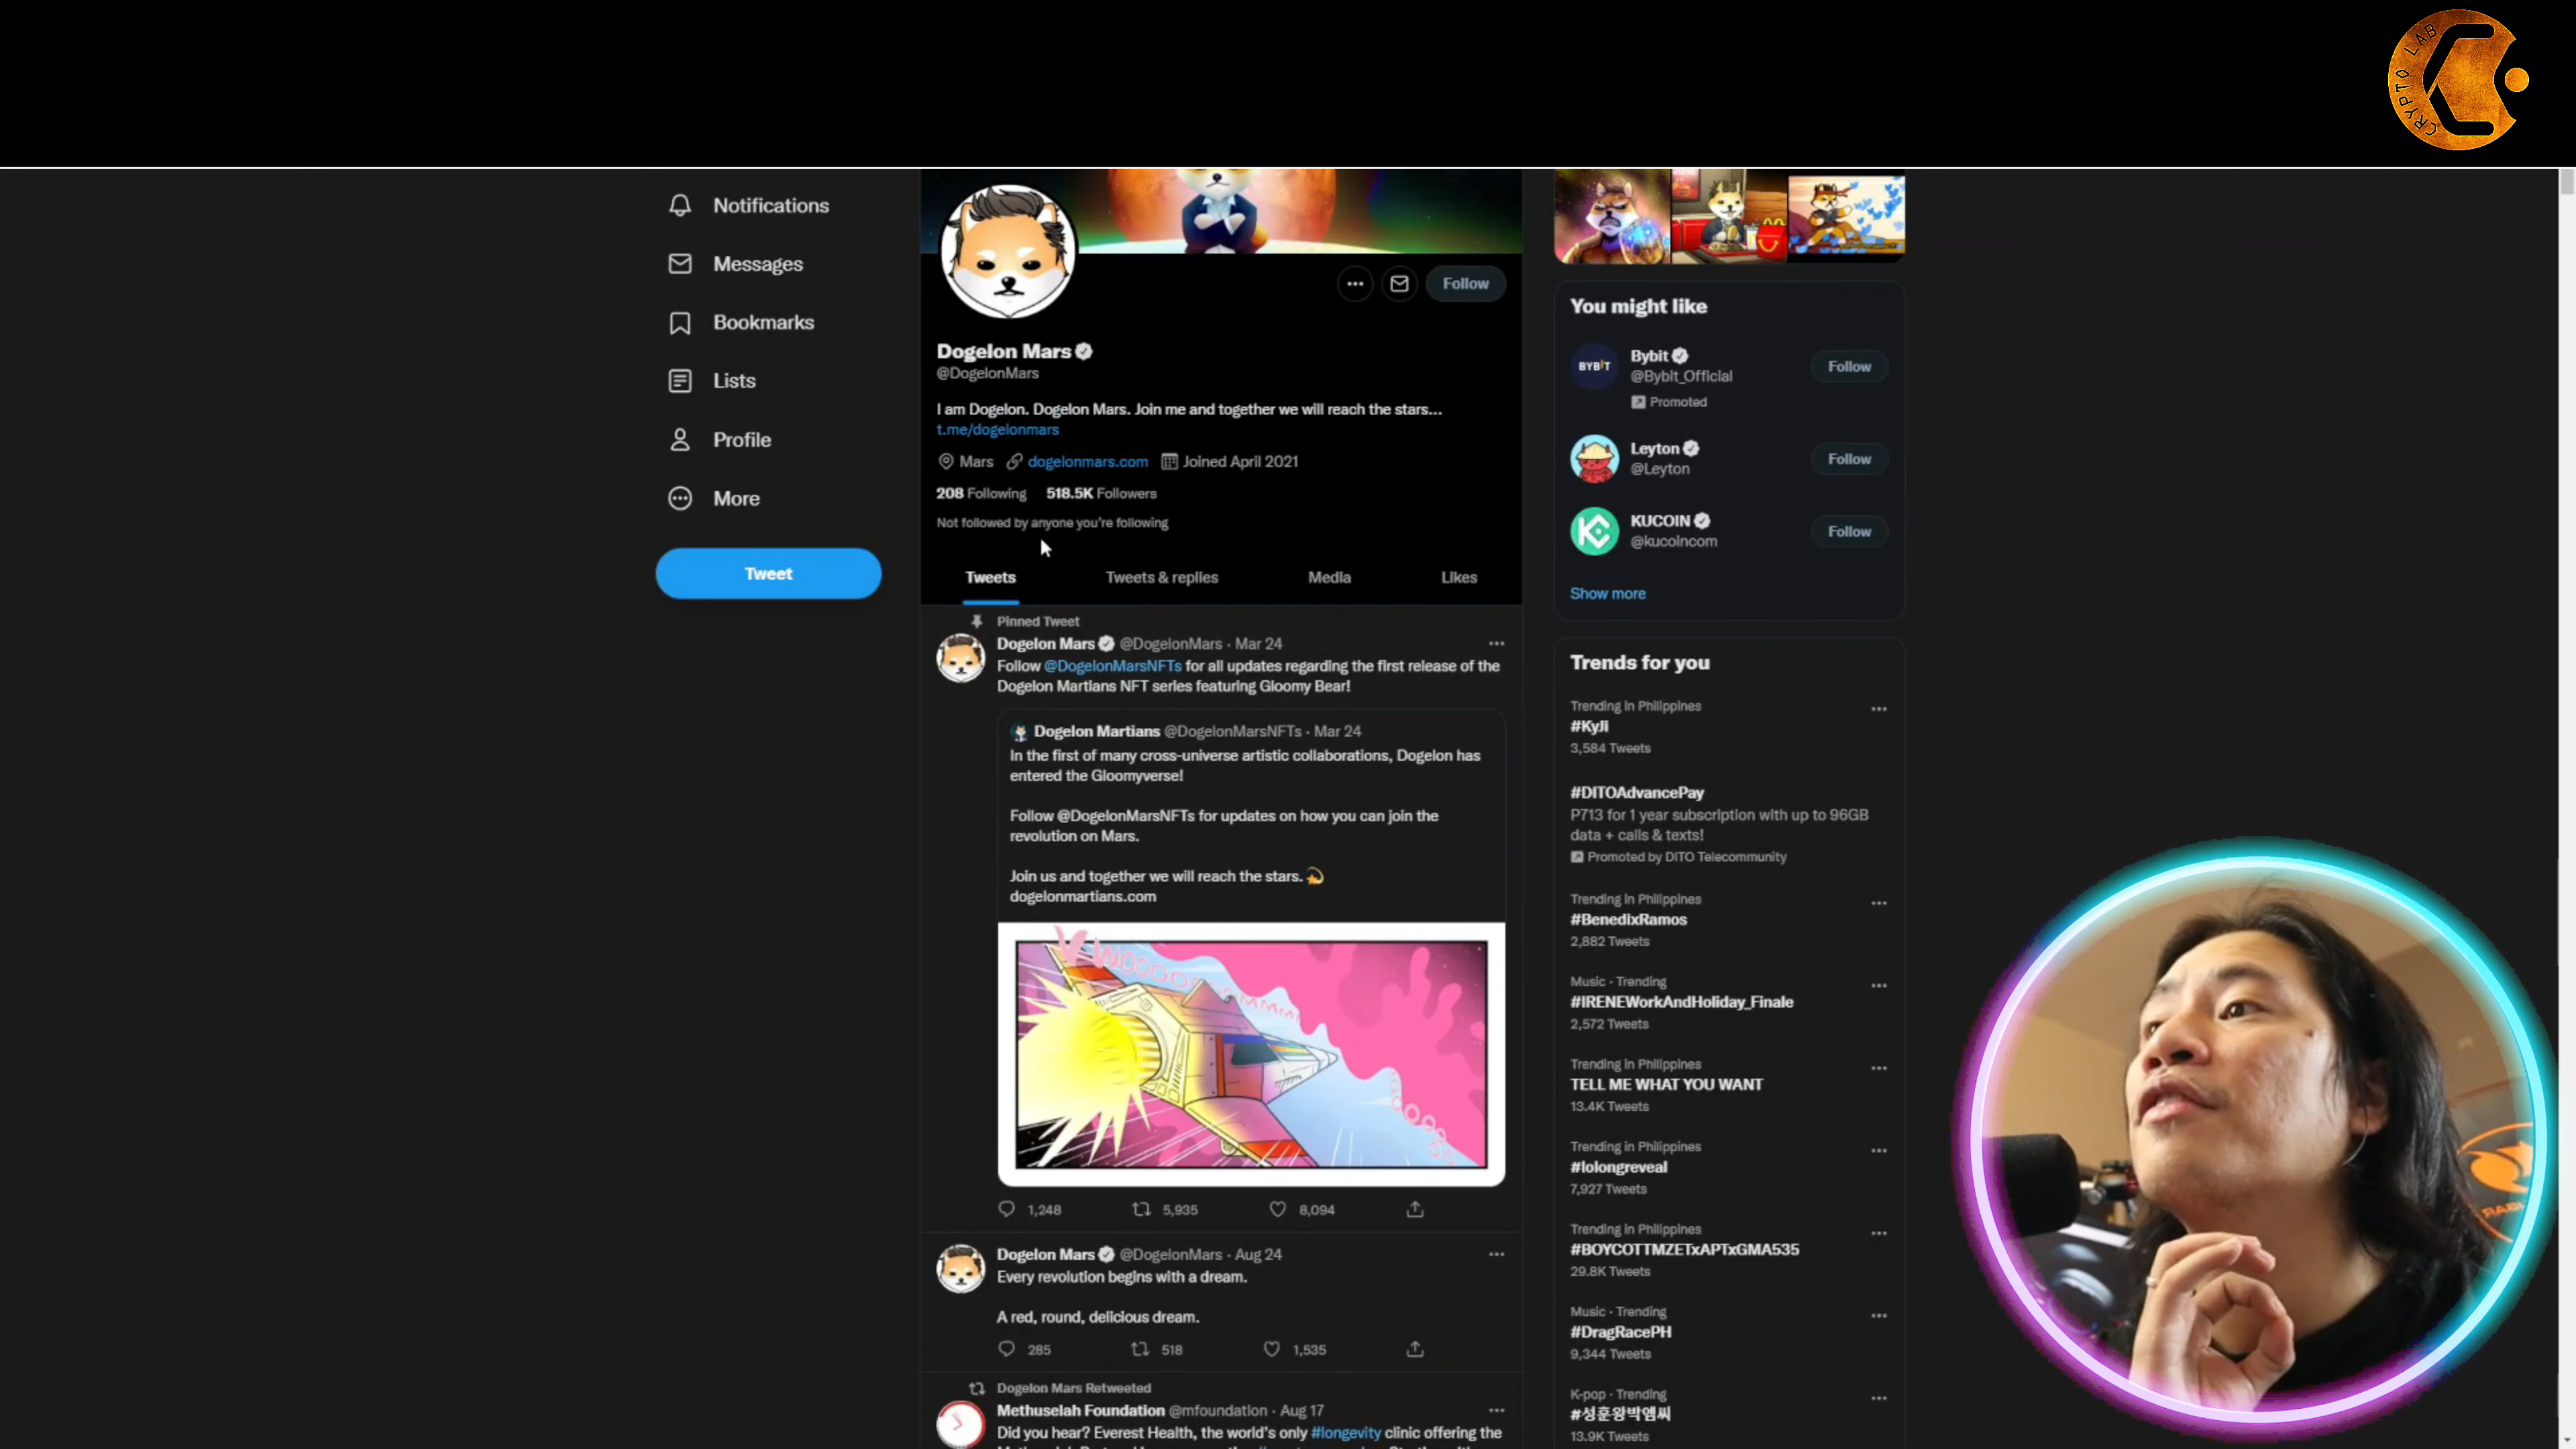 CRYPTO LAB
Notifications
Messages
Bookmarks
Lists
Profile
More
Tweet
Follow
Dogelon Mars
@DogelonMars
I am Dogelon. Dogelon Mars. Join me and together we will reach the stars...
t.me/dogelonmars
Mars dogelonmars.com Joined April 2021
208 Following 518.5K Followers
Not followed by anyone you're following
Tweets Tweets & replies Media Likes
Pinned Tweet
Dogelon Mars @DogelonMars · Mar 24
Follow @DogelonMarsNFTs for all updates regarding the first release of the
Dogelon Martians NFT series featuring Gloomy Bear!
Dogelon Martians @DogelonMarsNFTs · Mar 24
In the first of many cross-universe artistic collaborations, Dogelon has
entered the Gloomyverse!
Follow @DogelonMarsNFTs for updates on how you can join the
revolution on Mars.
Join us and together we will reach the stars.
dogelonmartians.com
1,248 5,935 8,094
Dogelon Mars @DogelonMars · Aug 24
Every revolution begins with a dream.
A red, round, delicious dream.
285 518 1,535
Dogelon Mars Retweeted
Methuselah Foundation @mfoundation · Aug 17
Did you hear? Everest Health, the world's only #longevity clinic offering the
You might like
BYBIT
Bybit
@Bybit_Official
Promoted
Follow
Leyton
@Leyton
Follow
KUCOIN
@kucoincom
Follow
Show more
Trends for you
Trending in Philippines
#KyJi
3,584 Tweets
#DITOAdvancePay
P713 for 1 year subscription with up to 96GB
data + calls & texts!
Promoted by DITO Telecommunity
Trending in Philippines
#BenedixRamos
2,882 Tweets
Music · Trending
#IRENEWorkAndHoliday_Finale
2,572 Tweets
Trending in Philippines
TELL ME WHAT YOU WANT
13.4K Tweets
Trending in Philippines
#lolongreveal
7,927 Tweets
Trending in Philippines
#BOYCOTTMZETxAPTxGMA535
29.8K Tweets
Music · Trending
#DragRacePH
9,344 Tweets
K-pop · Trending
#성훈왕박엠씨
13.9K Tweets